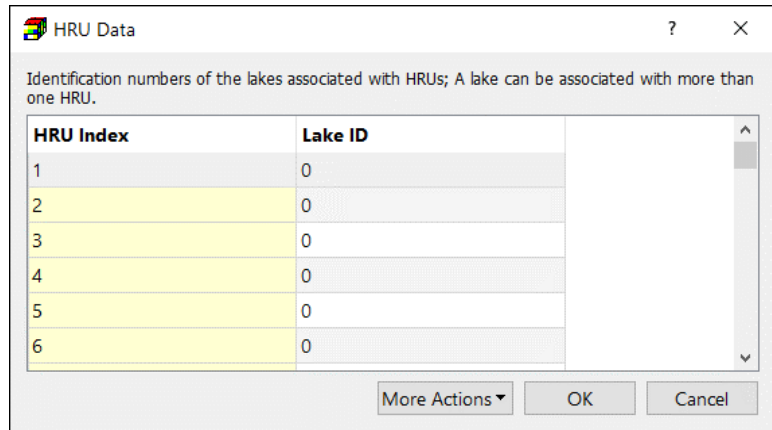 HRU Data
?
Identification numbers of the lakes associated with HRUs; A lake can be associated with more than
one HRU.
HRU Index Lake ID
1 0
2 0
3 0
4 0
5 0
6 0
More Actions
OK
Cancel